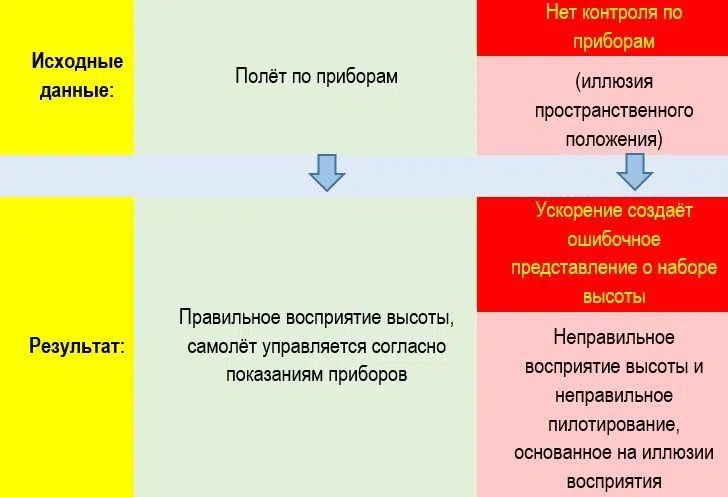 Исходные
данные:
Полёт по приборам
Нет контроля по
приборам
(иллюзия
пространственного
положения)
Результат:
Правильное восприятие высоты,
самолёт управляется согласно
показаниям приборов
Ускорение создаёт
ошибочное
представление о наборе
высоты
Неправильное
восприятие высоты и
неправильное
пилотирование,
основанное на иллюзии
восприятия